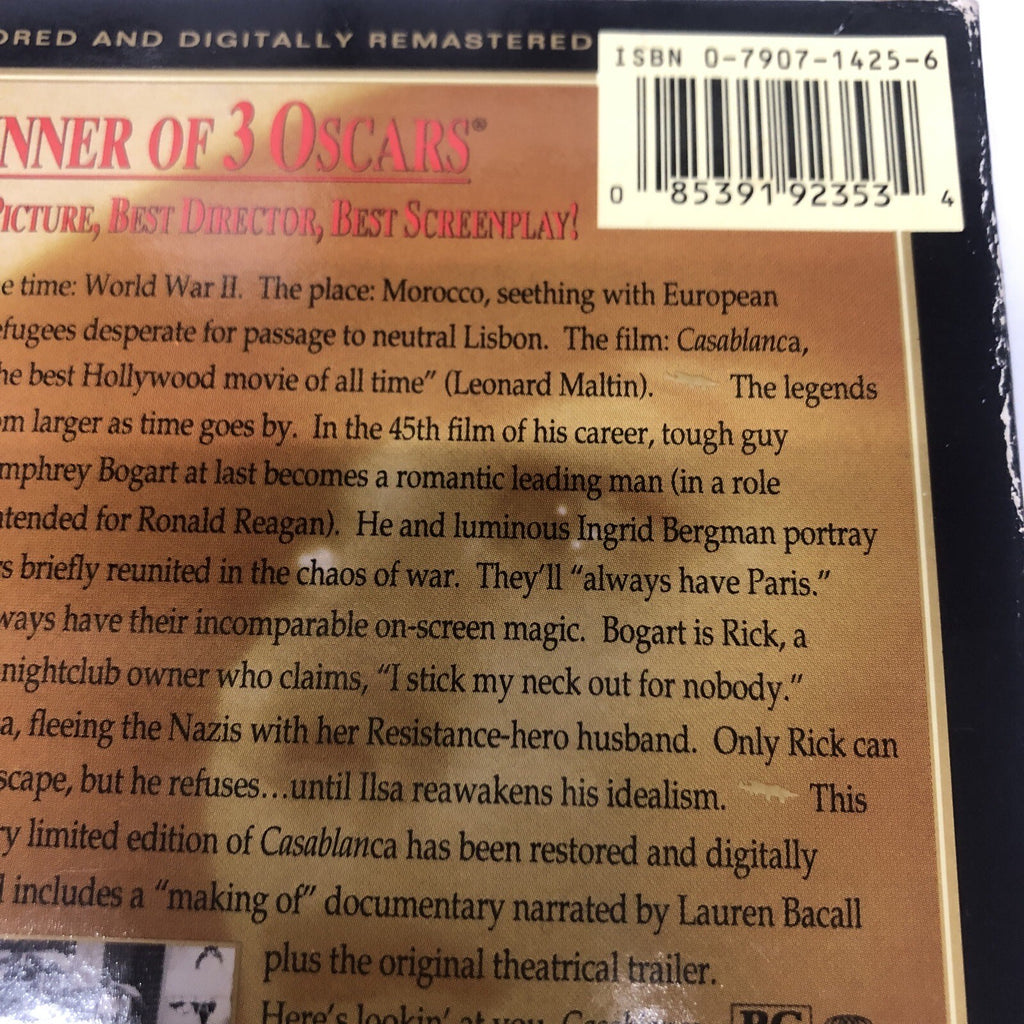 AND DIGITALLY REMASTERED
ISBN 0-7907-1425-6
0 85391 92353 4
OF 3 OSCARS®
PICTURE, BEST DIRECTOR, BEST SCREENPLAY!
e time: World War II. The place: Morocco, seething with European
efugees desperate for passage to neutral Lisbon. The film: Casablanca,
he best Hollywood movie of all time” (Leonard Maltin). The legends
om larger as time goes by. In the 45th film of his career, tough guy
mphrey Bogart at last becomes a romantic leading man (in a role
ntended for Ronald Reagan). He and luminous Ingrid Bergman portray
rs briefly reunited in the chaos of war. They’ll “always have Paris.”
ways have their incomparable on-screen magic. Bogart is Rick, a
nightclub owner who claims, “I stick my neck out for nobody.”
a, fleeing the Nazis with her Resistance-hero husband. Only Rick can
scape, but he refuses…until Ilsa reawakens his idealism. This
ry limited edition of Casablanca has been restored and digitally
includes a “making of” documentary narrated by Lauren Bacall
plus the original theatrical trailer.
Here’s lookin’ at you,
PG